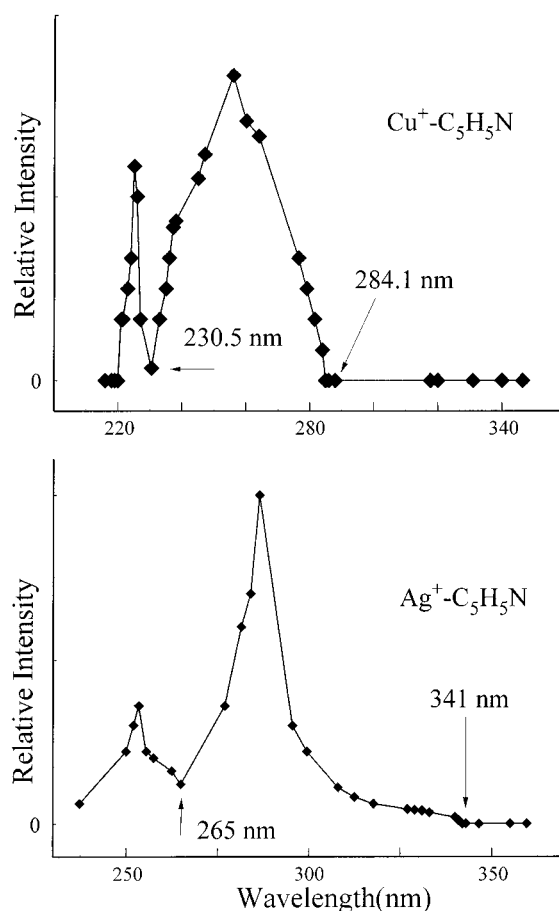 Relative Intensity
Cu⁺-C₅H₅N
284.1 nm
230.5 nm
0
220
280
340
Relative Intensity
Ag⁺-C₅H₅N
341 nm
0
265 nm
250
300
350
Wavelength(nm)